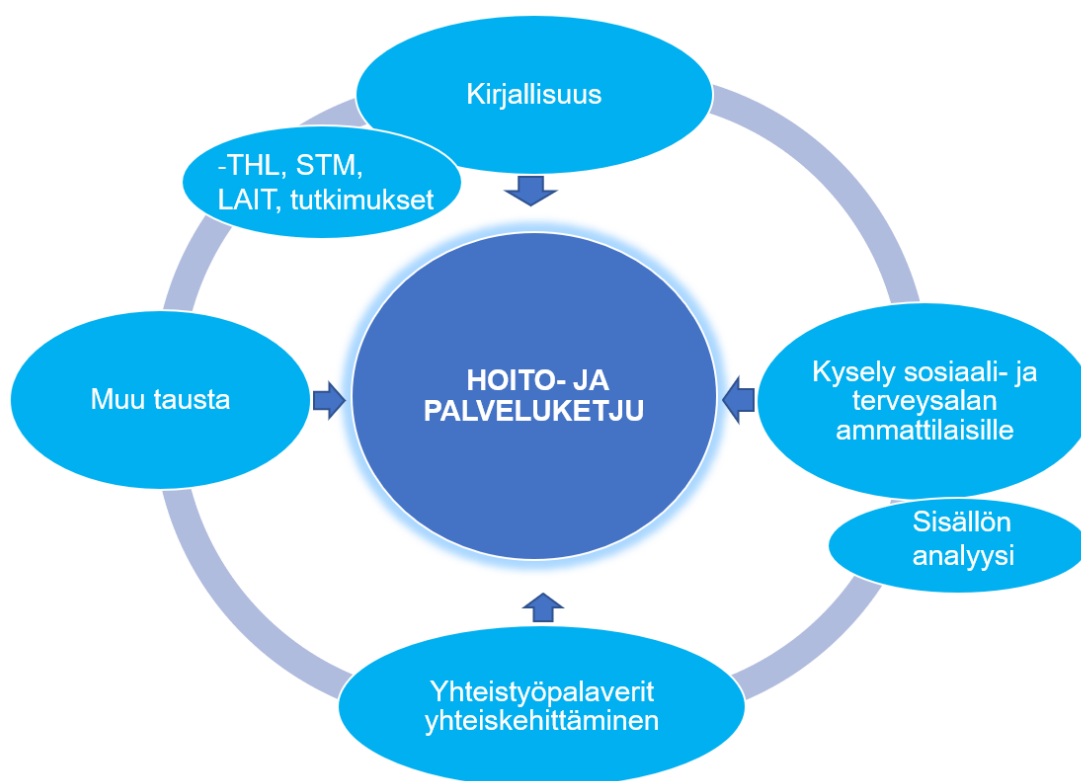 Kirjallisuus
-THL, STM,
LAIT, tutkimukset
HOITO- JA
PALVELUKETJU
Muu tausta
Kysely sosiaali- ja
terveysalan
ammattilaisille
Sisällön
analyysi
Yhteistyöpalaverit
yhteiskehittäminen